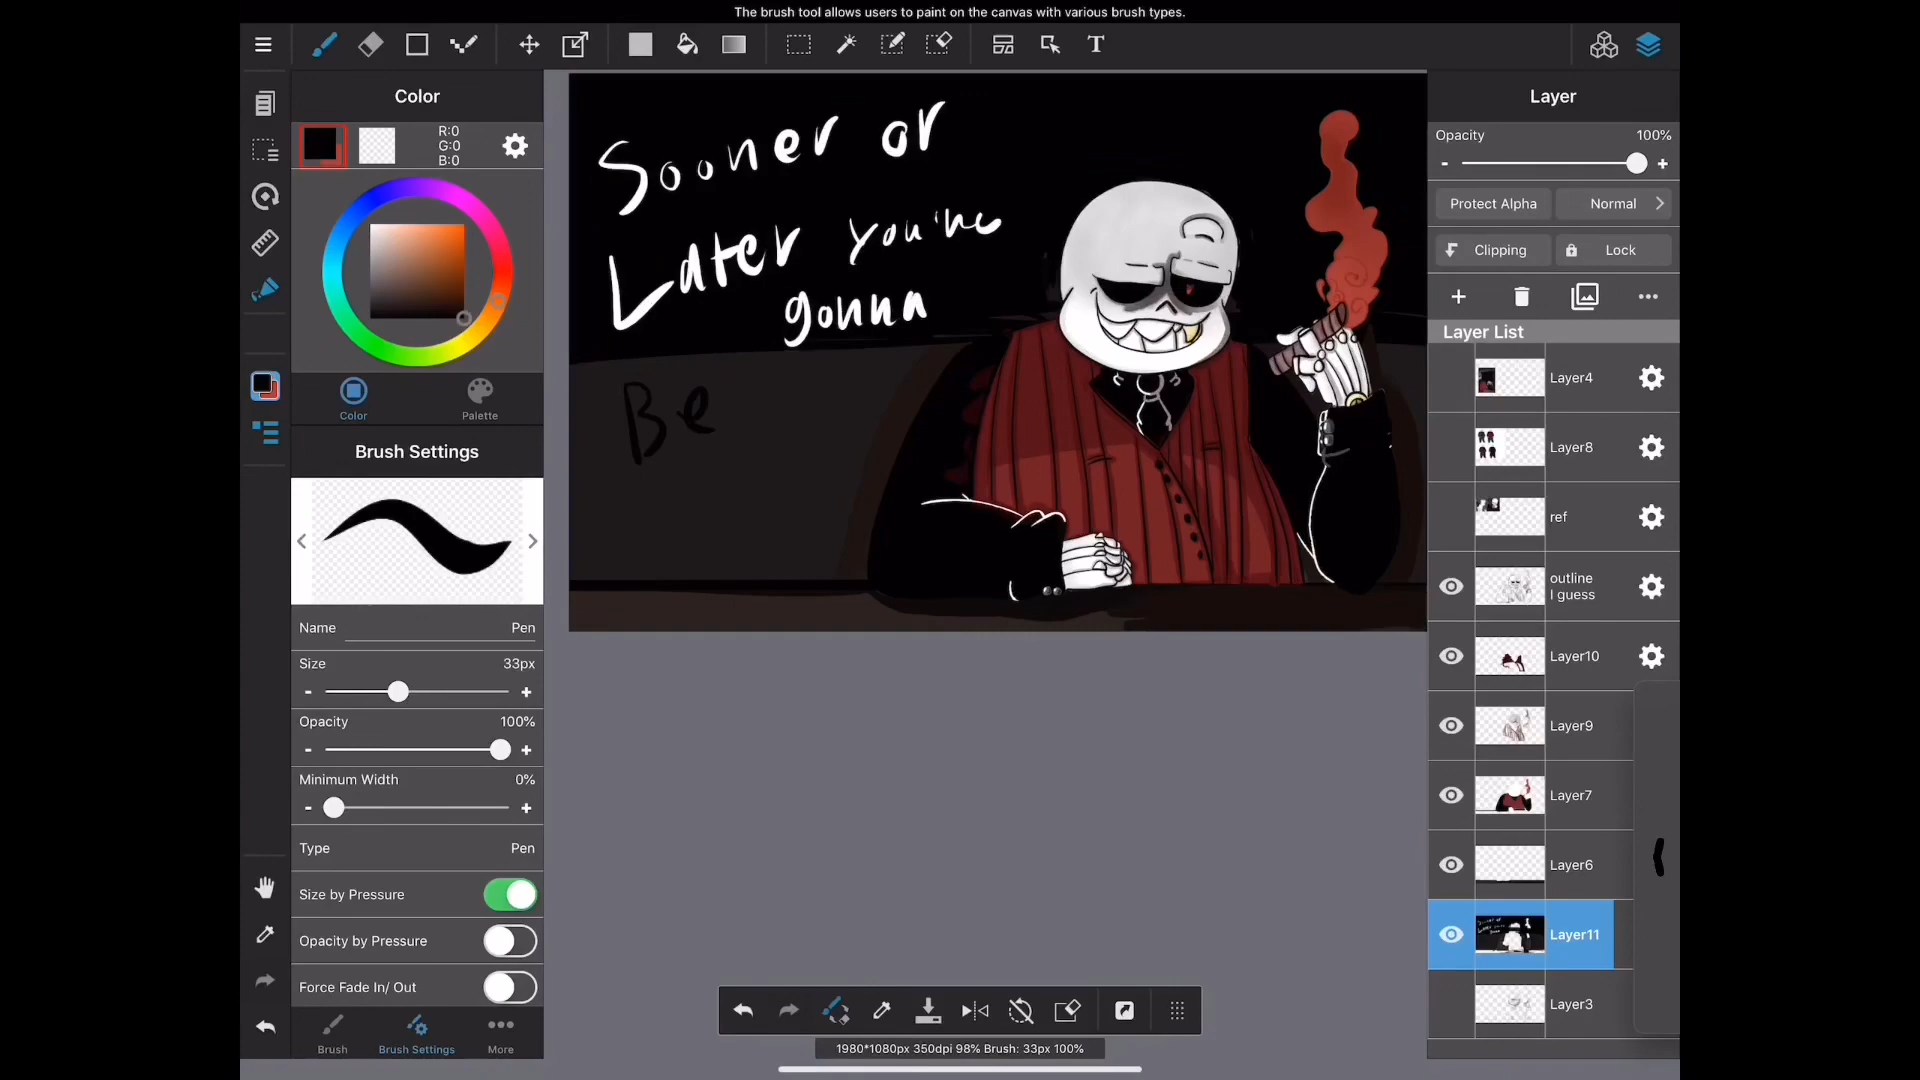 The brush tool allows users to paint on the canvas with various brush types.
T
Color
R:0
G:0
B:0
Color
Palette
Brush Settings
Name
Pen
Size
33px
Opacity
100%
Minimum Width
0%
Type
Pen
Size by Pressure
Opacity by Pressure
Force Fade In/ Out
Brush
Brush Settings
More
Sooner or
Later you're
gonna
Be
1980*1080px 350dpi 98% Brush: 33px 100%
Layer
Opacity
100%
Protect Alpha
Normal
Clipping
Lock
Layer List
Layer4
Layer8
ref
outline
I guess
Layer10
Layer9
Layer7
Layer6
Layer11
Layer3